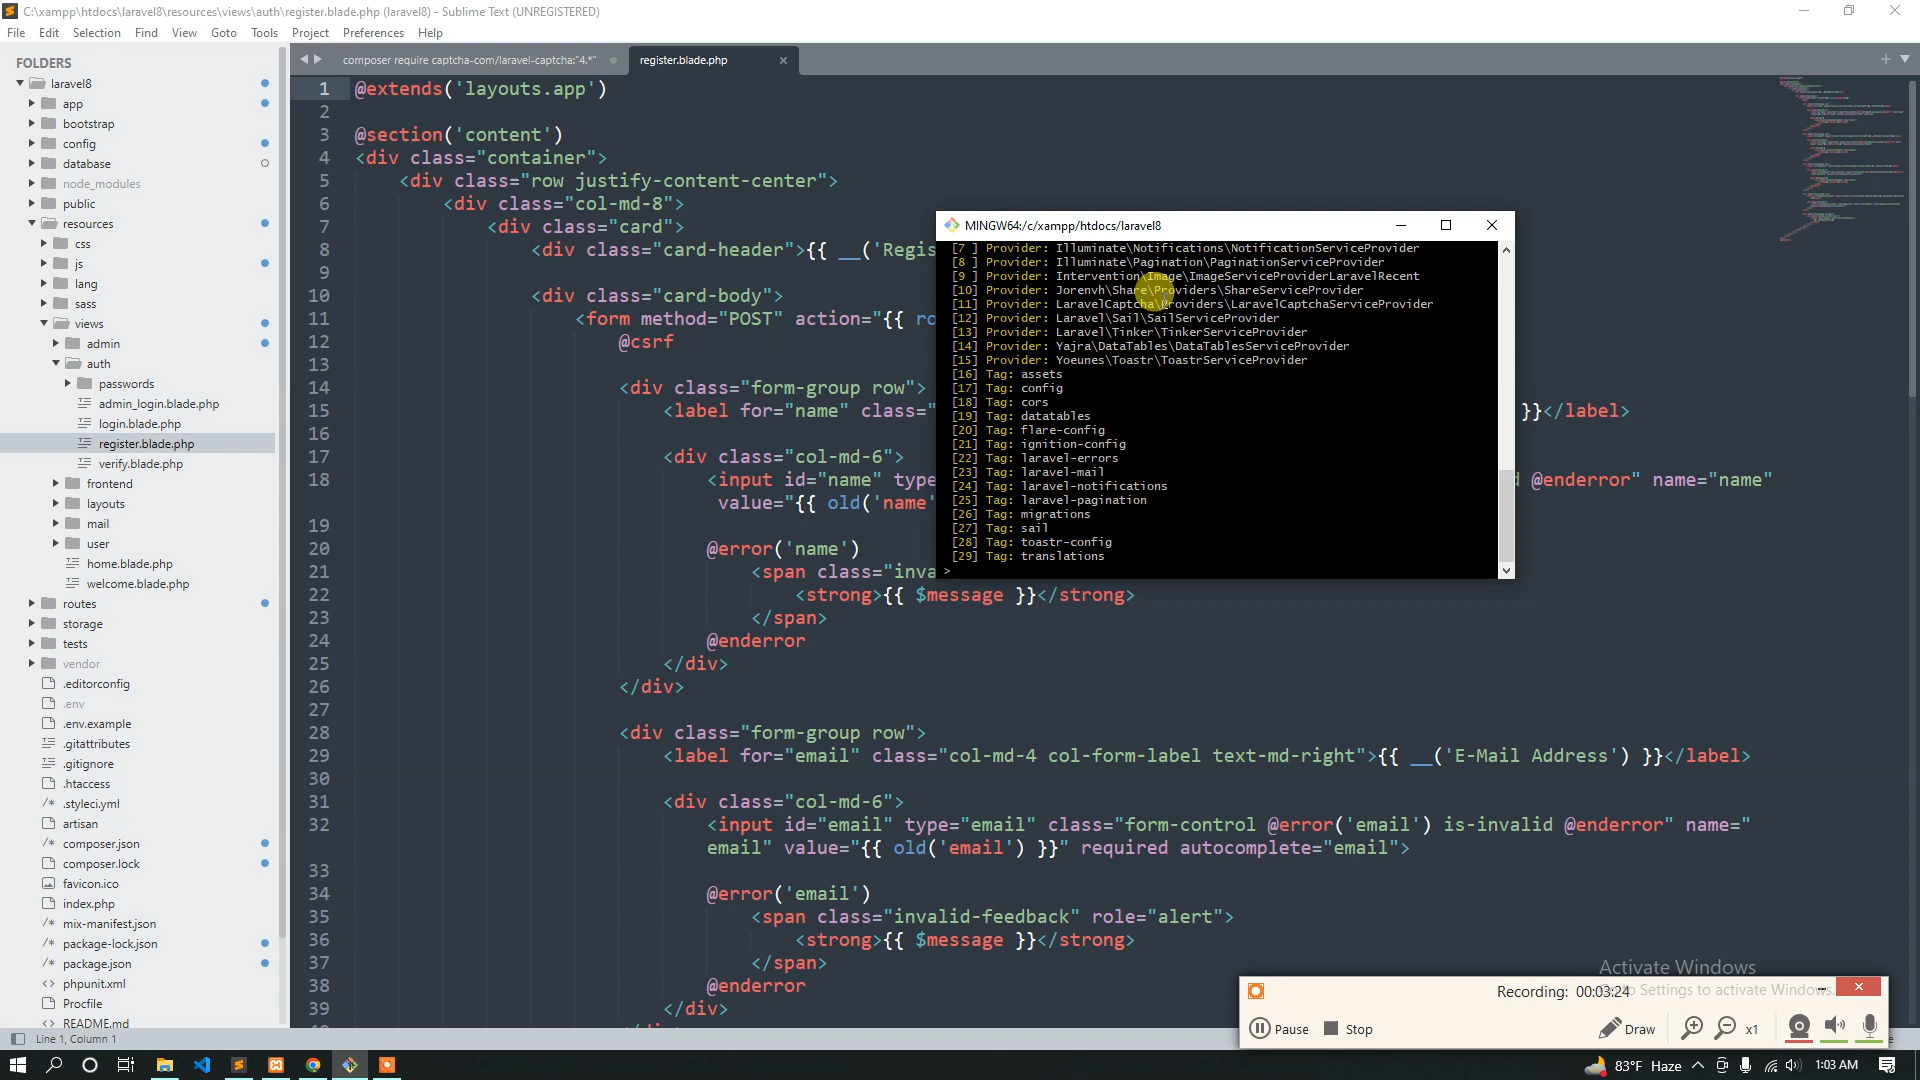 C:\xampp\htdocs\laravel8\resources\views\auth\register.blade.php (laravel8) - Sublime Text (UNREGISTERED)
File Edit Selection Find View Goto Tools Project Preferences Help
FOLDERS
laravel8
app
bootstrap
config
database
node_modules
public
resources
css
js
lang
sass
views
admin
auth
passwords
admin_login.blade.php
login.blade.php
register.blade.php
verify.blade.php
frontend
layouts
mail
user
home.blade.php
welcome.blade.php
routes
storage
tests
vendor
.editorconfig
.env
.env.example
.gitattributes
.gitignore
.htaccess
.styleci.yml
artisan
composer.json
composer.lock
favicon.ico
index.php
mix-manifest.json
package-lock.json
package.json
phpunit.xml
Procfile
README.md
composer require captcha-com/laravel-captcha:"4.*"
register.blade.php
1 @extends('layouts.app')
2
3 @section('content')
4 <div class="container">
5 <div class="row justify-content-center">
6 <div class="col-md-8">
7 <div class="card">
8 <div class="card-header">{{ __('Regis
9
10 <div class="card-body">
11 <form method="POST" action="{{ ro
12 @csrf
13
14 <div class="form-group row">
15 <label for="name" class=" }}</label>
16
17 <div class="col-md-6">
18 <input id="name" type @enderror" name="name"
value="{{ old('name'
19
20 @error('name')
21 <span class="inva
22 <strong>{{ $message }}</strong>
23 </span>
24 @enderror
25 </div>
26 </div>
27
28 <div class="form-group row">
29 <label for="email" class="col-md-4 col-form-label text-md-right">{{ __('E-Mail Address') }}</label>
30
31 <div class="col-md-6">
32 <input id="email" type="email" class="form-control @error('email') is-invalid @enderror" name="
email" value="{{ old('email') }}" required autocomplete="email">
33
34 @error('email')
35 <span class="invalid-feedback" role="alert">
36 <strong>{{ $message }}</strong>
37 </span>
38 @enderror
39 </div>
MINGW64:/c/xampp/htdocs/laravel8
[7 ] Provider: Illuminate\Notifications\NotificationServiceProvider
[8 ] Provider: Illuminate\Pagination\PaginationServiceProvider
[9 ] Provider: Intervention\Image\ImageServiceProviderLaravelRecent
[10] Provider: Jorenvh\Share\Providers\ShareServiceProvider
[11] Provider: LaravelCaptcha\Providers\LaravelCaptchaServiceProvider
[12] Provider: Laravel\Sail\SailServiceProvider
[13] Provider: Laravel\Tinker\TinkerServiceProvider
[14] Provider: Yajra\DataTables\DataTablesServiceProvider
[15] Provider: Yoeunes\Toastr\ToastrServiceProvider
[16] Tag: assets
[17] Tag: config
[18] Tag: cors
[19] Tag: datatables
[20] Tag: flare-config
[21] Tag: ignition-config
[22] Tag: laravel-errors
[23] Tag: laravel-mail
[24] Tag: laravel-notifications
[25] Tag: laravel-pagination
[26] Tag: migrations
[27] Tag: sail
[28] Tag: toastr-config
[29] Tag: translations
>
Activate Windows
to Settings to activate Windows.
Recording: 00:03:24
Pause Stop Draw x1
Line 1, Column 1
83°F Haze 1:03 AM